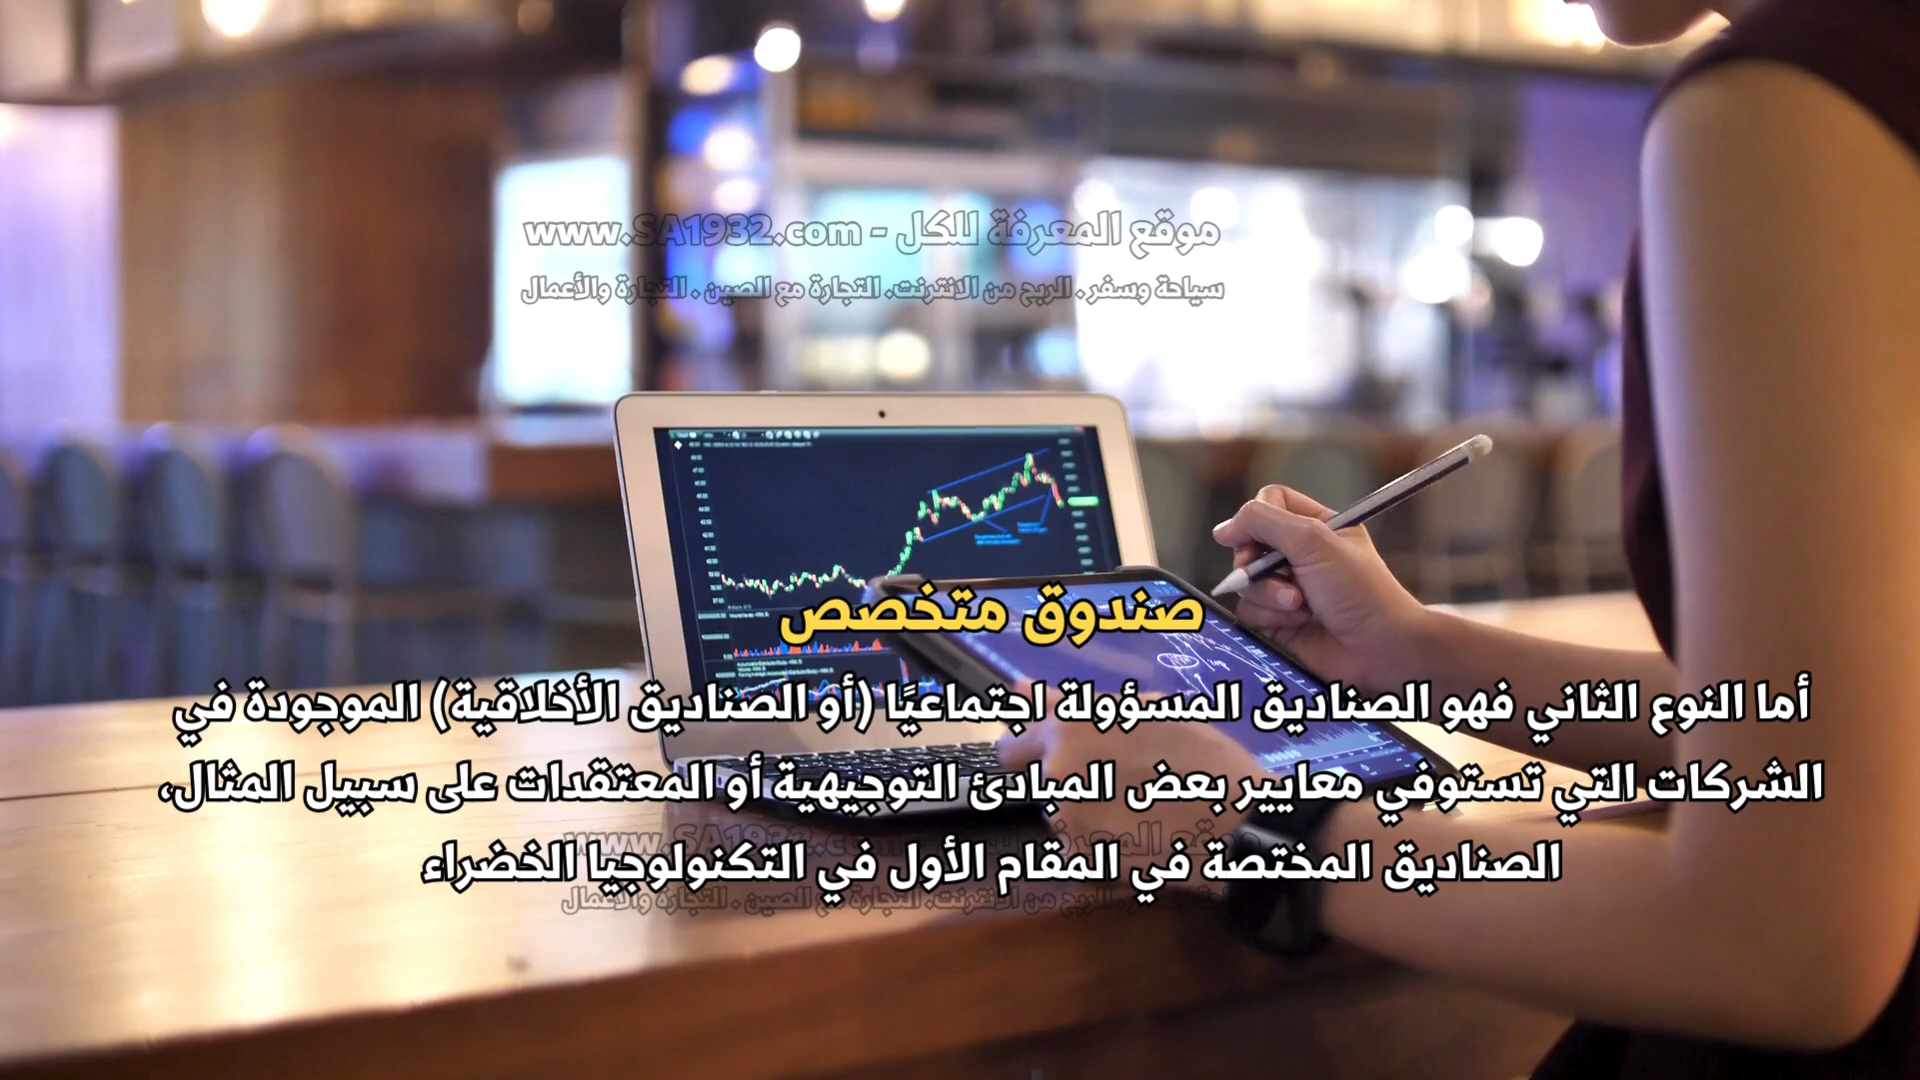 موقع المعرفة للكل - www.SA1932.com
سياحة وسفر . الربح من الانترنت . التجارة مع الصين . التجارة والأعمال
صندوق متخصص
أما النوع الثاني فهو الصناديق المسؤولة اجتماعيًا (أو الصناديق الأخلاقية) الموجودة في
الشركات التي تستوفي معايير بعض المبادئ التوجيهية أو المعتقدات على سبيل المثال،
الصناديق المختصة في المقام الأول في التكنولوجيا الخضراء